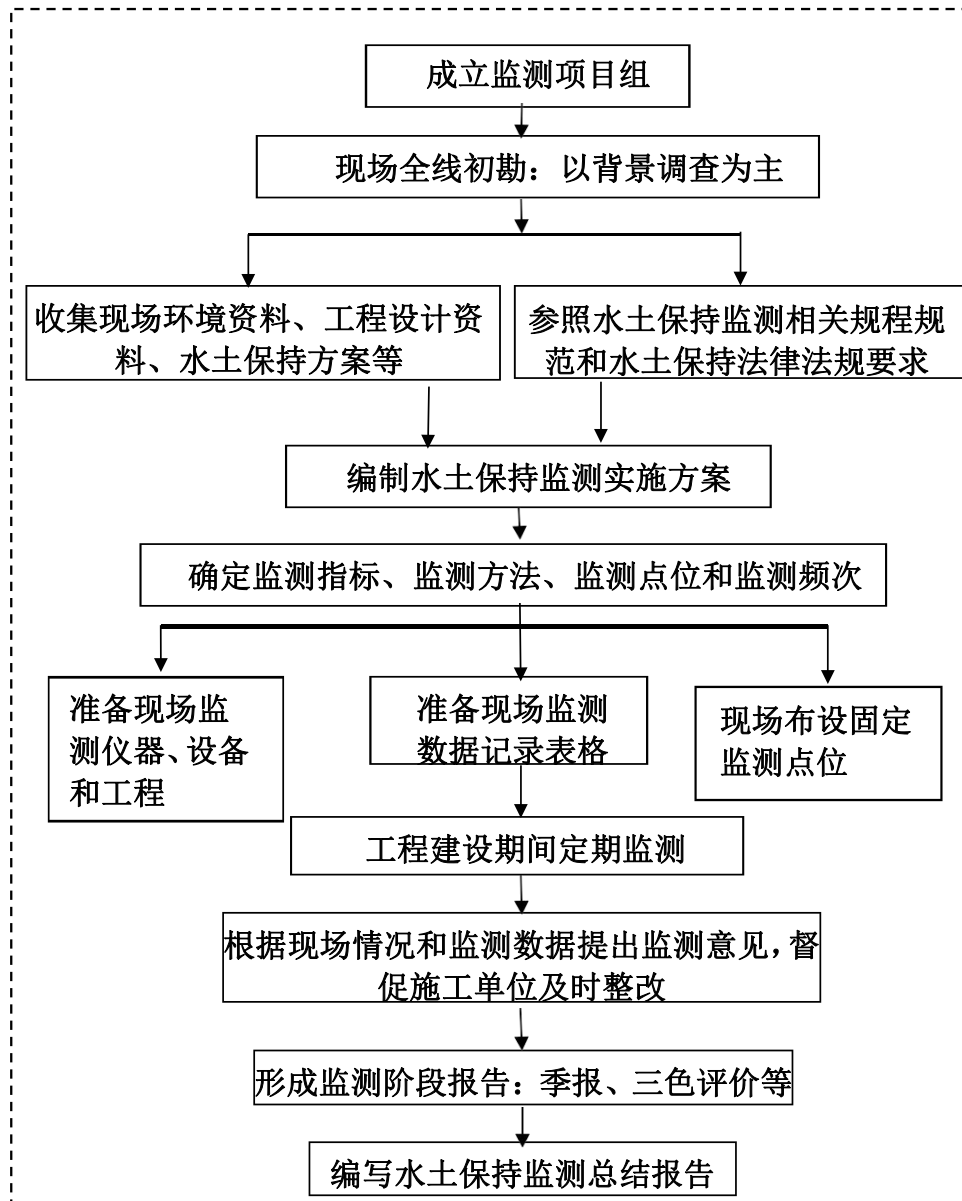 成立监测项目组
现场全线初勘：以背景调查为主
收集现场环境资料、工程设计资
料、水土保持方案等
参照水土保持监测相关规程规
范和水土保持法律法规要求
编制水土保持监测实施方案
确定监测指标、监测方法、监测点位和监测频次
准备现场监
测仪器、设备
和工程
准备现场监测
数据记录表格
现场布设固定
监测点位
工程建设期间定期监测
根据现场情况和监测数据提出监测意见，督
促施工单位及时整改
形成监测阶段报告：季报、三色评价等
编写水土保持监测总结报告